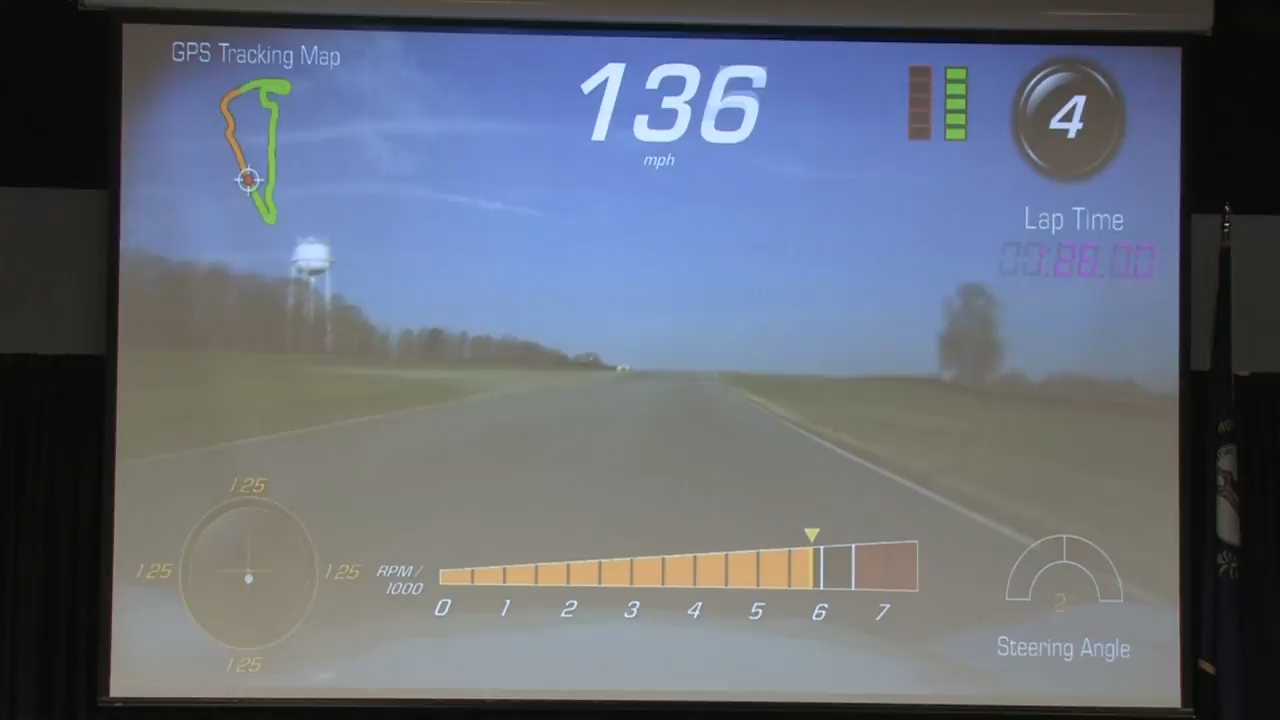 GPS Tracking Map
136
mph
4
Lap Time
1.25
1.25
1.25
1.25
RPM/
1000
0 1 2 3 4 5 6 7
2°
Steering Angle